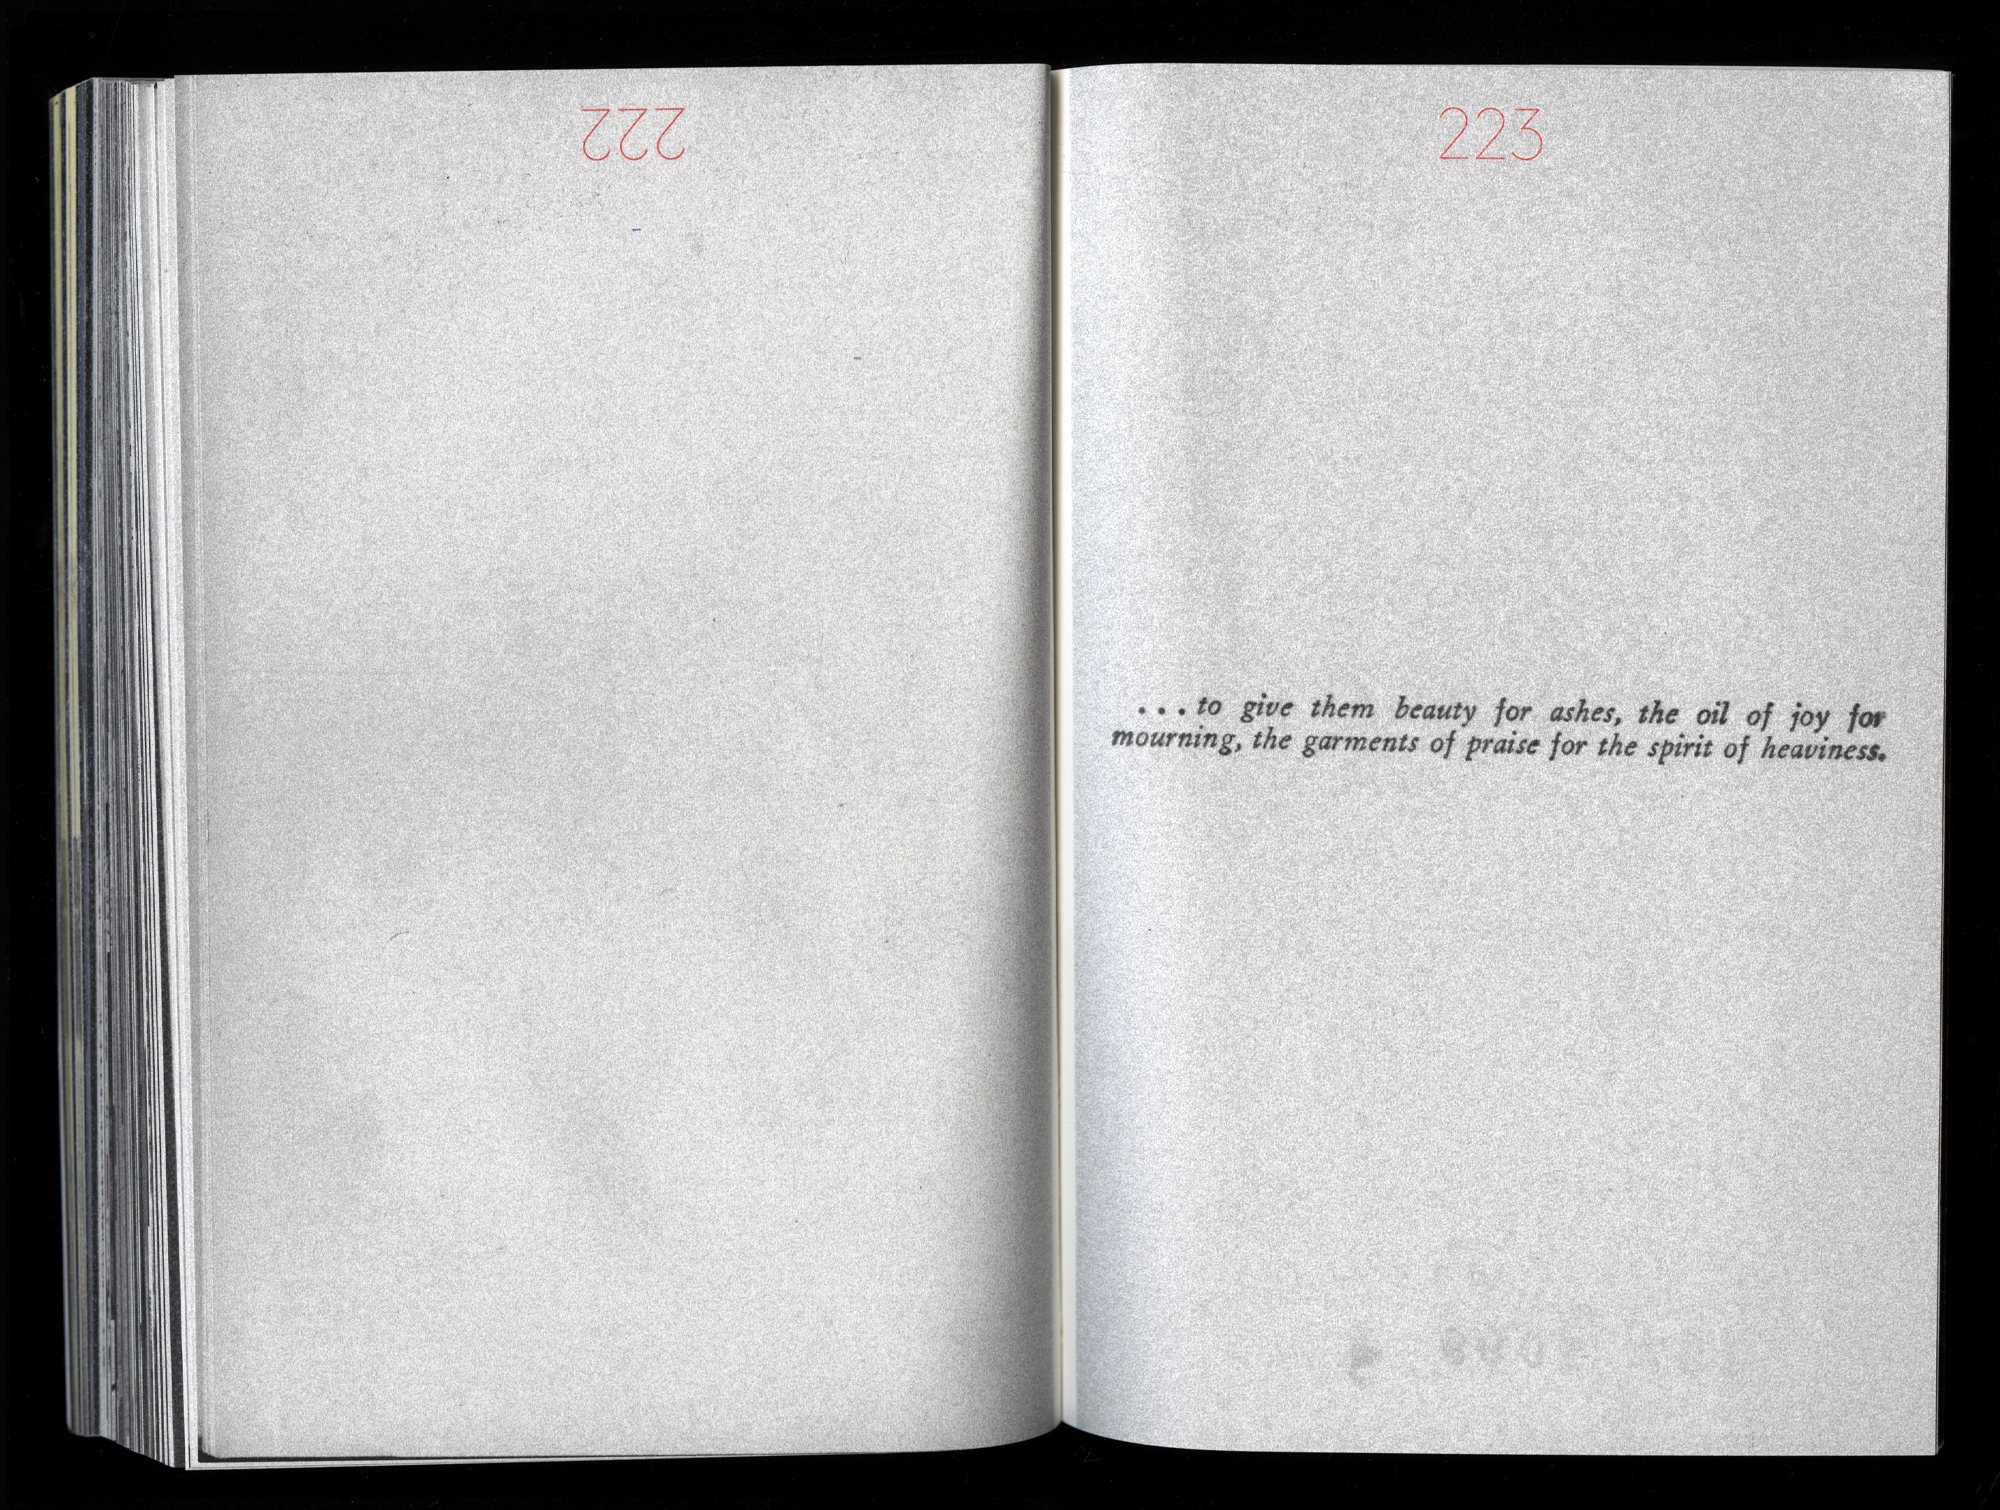 222
223
...to give them beauty for ashes, the oil of joy for
mourning, the garments of praise for the spirit of heaviness.